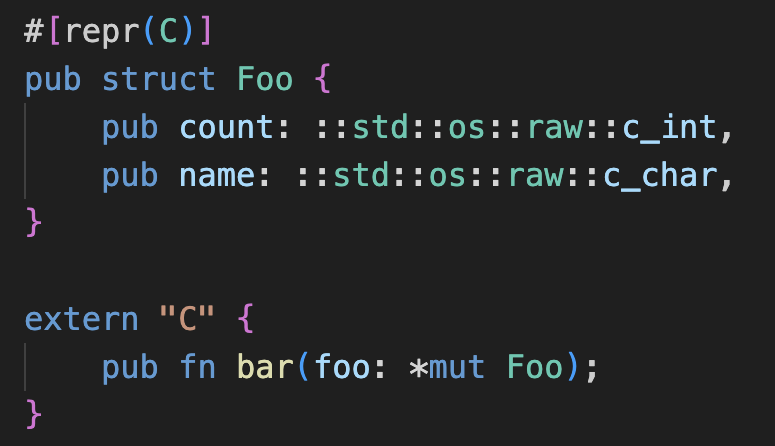 #[repr(C)]
pub struct Foo {
    pub count: ::std::os::raw::c_int,
    pub name: ::std::os::raw::c_char,
}

extern "C" {
    pub fn bar(foo: *mut Foo);
}